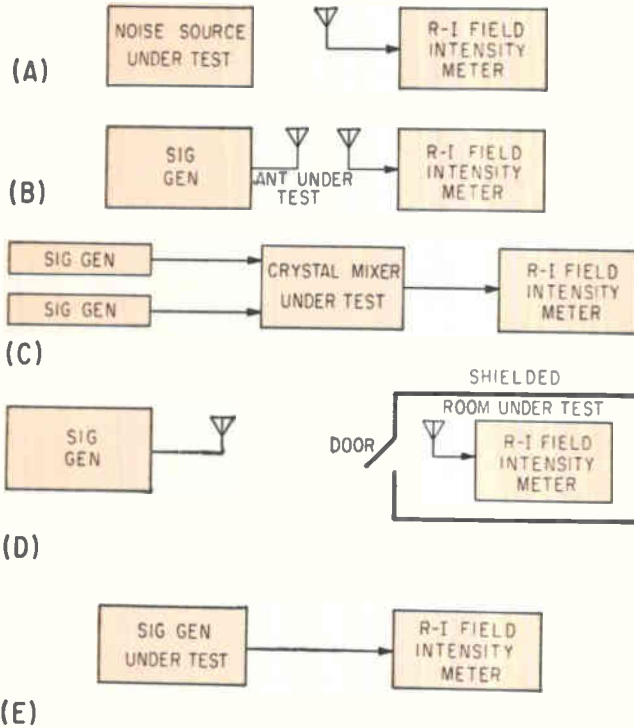 NOISE SOURCE
UNDER TEST
R-I FIELD
INTENSITY
METER
(A)
SIG
GEN
ANT UNDER
TEST
R-I FIELD
INTENSITY
METER
(B)
SIG GEN
SIG GEN
CRYSTAL MIXER
UNDER TEST
R-I FIELD
INTENSITY
METER
(C)
SHIELDED
ROOM UNDER TEST
SIG
GEN
DOOR
R-I FIELD
INTENSITY
METER
(D)
SIG GEN
UNDER TEST
R-I FIELD
INTENSITY
METER
(E)